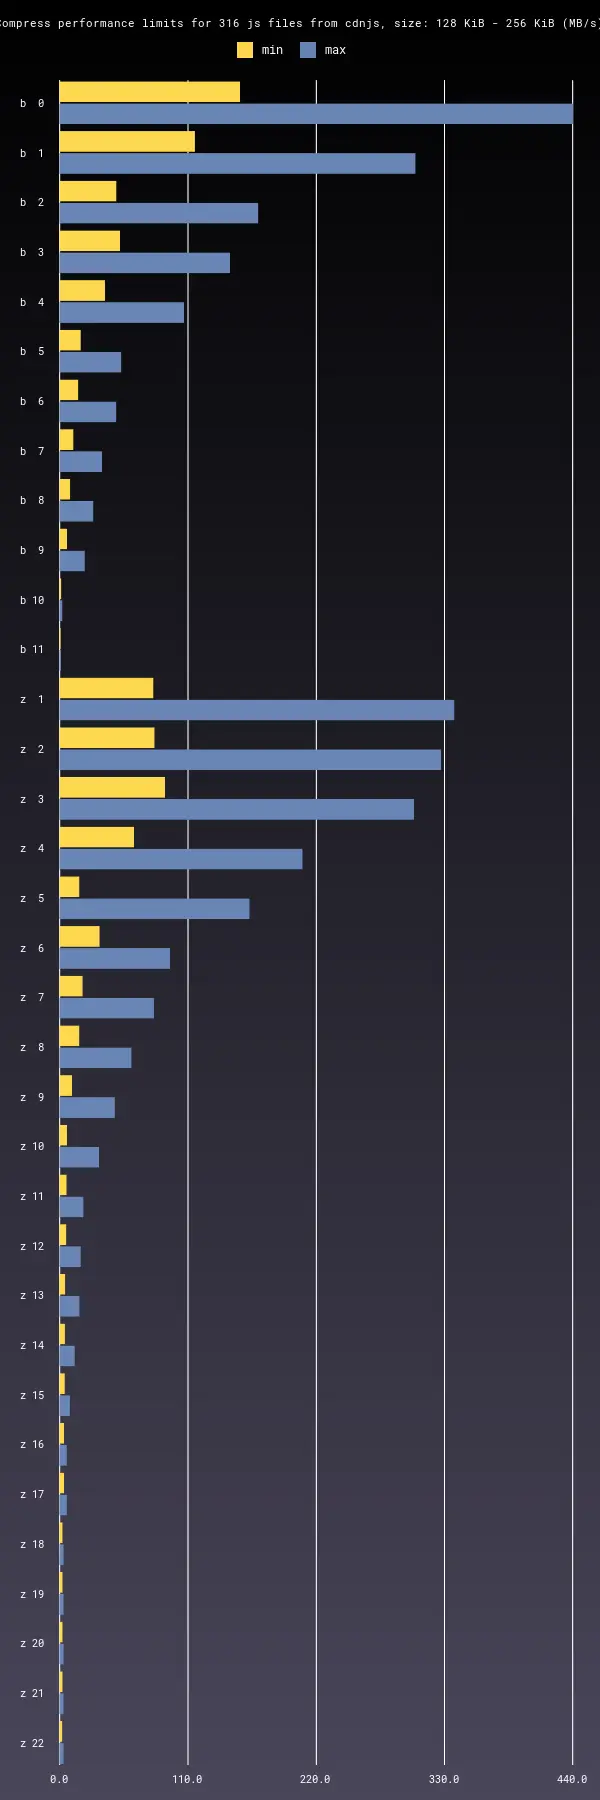 Compress performance limits for 316 js files from cdnjs, size: 128 KiB - 256 KiB (MB/s)
min max
b 0
b 1
b 2
b 3
b 4
b 5
b 6
b 7
b 8
b 9
b 10
b 11
z 1
z 2
z 3
z 4
z 5
z 6
z 7
z 8
z 9
z 10
z 11
z 12
z 13
z 14
z 15
z 16
z 17
z 18
z 19
z 20
z 21
z 22
0.0 110.0 220.0 330.0 440.0